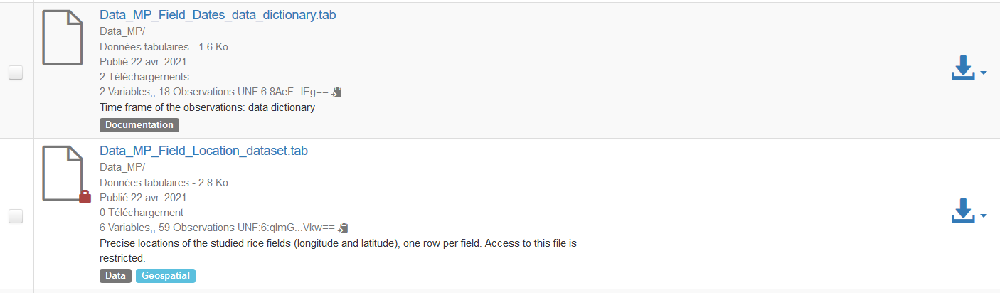 Data_MP_Field_Dates_data_dictionary.tab
Data_MP/
Données tabulaires - 1.6 Ko
Publié 22 avr. 2021
2 Téléchargements
2 Variables,, 18 Observations UNF:6:8AeF...lEg==
Time frame of the observations: data dictionary
Documentation
Data_MP_Field_Location_dataset.tab
Data_MP/
Données tabulaires - 2.8 Ko
Publié 22 avr. 2021
0 Téléchargement
6 Variables,, 59 Observations UNF:6:qlmG...Vkw==
Precise locations of the studied rice fields (longitude and latitude), one row per field. Access to this file is
restricted.
Data Geospatial